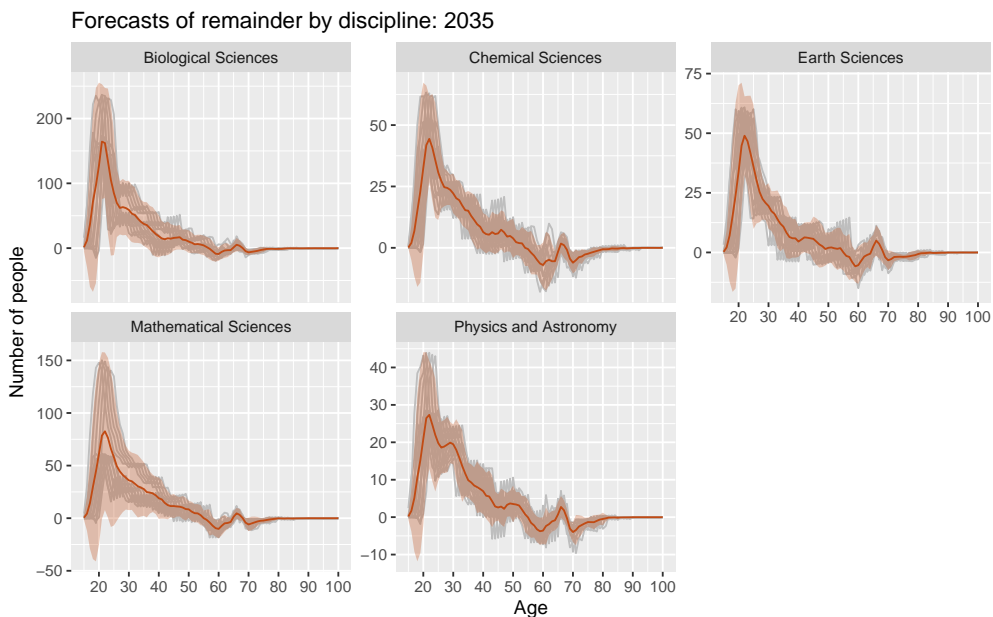 Forecasts of remainder by discipline: 2035
Biological Sciences
Chemical Sciences
Earth Sciences
200
100
0
50
25
0
75
50
25
0
20 30 40 50 60 70 80 90 100
Mathematical Sciences
Physics and Astronomy
150
100
50
0
−50
40
30
20
10
0
−10
20 30 40 50 60 70 80 90 100
20 30 40 50 60 70 80 90 100
Number of people
Age